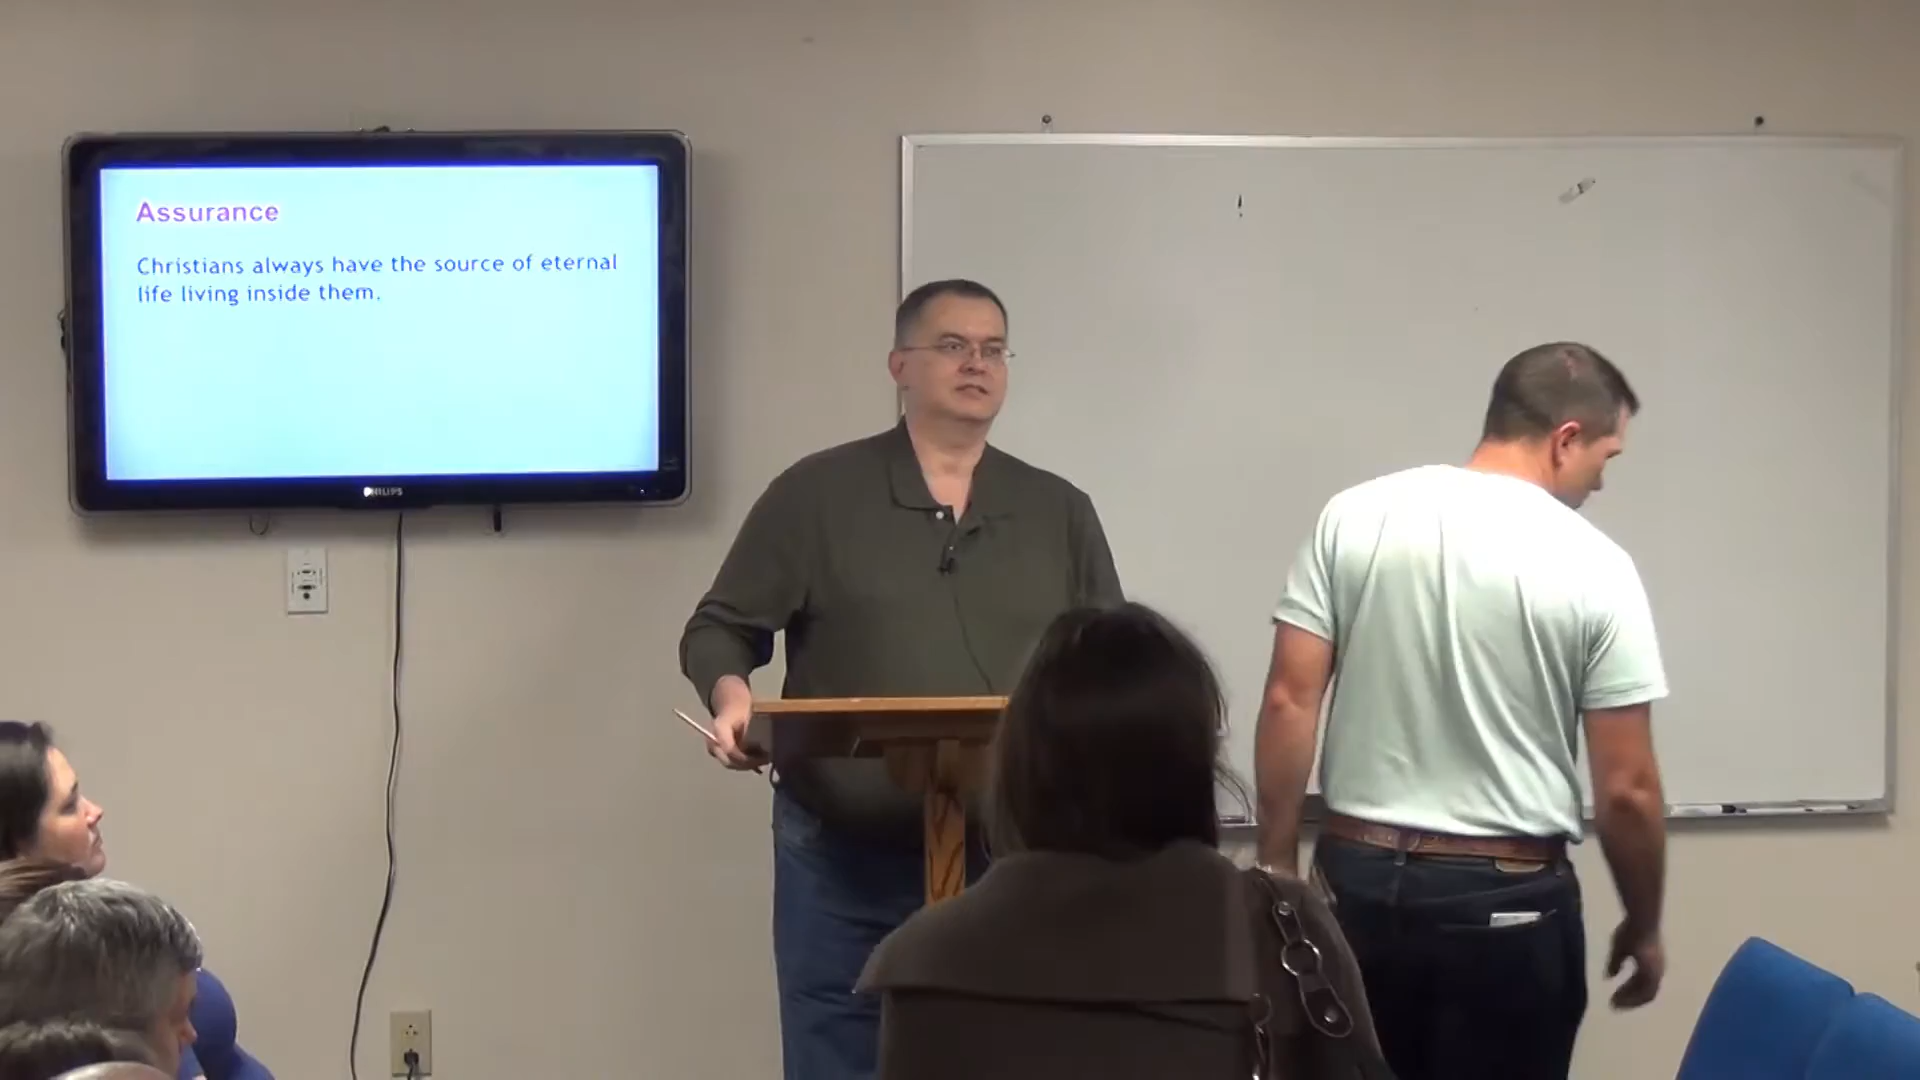 Assurance
Christians always have the source of eternal
life living inside them.
PHILIPS